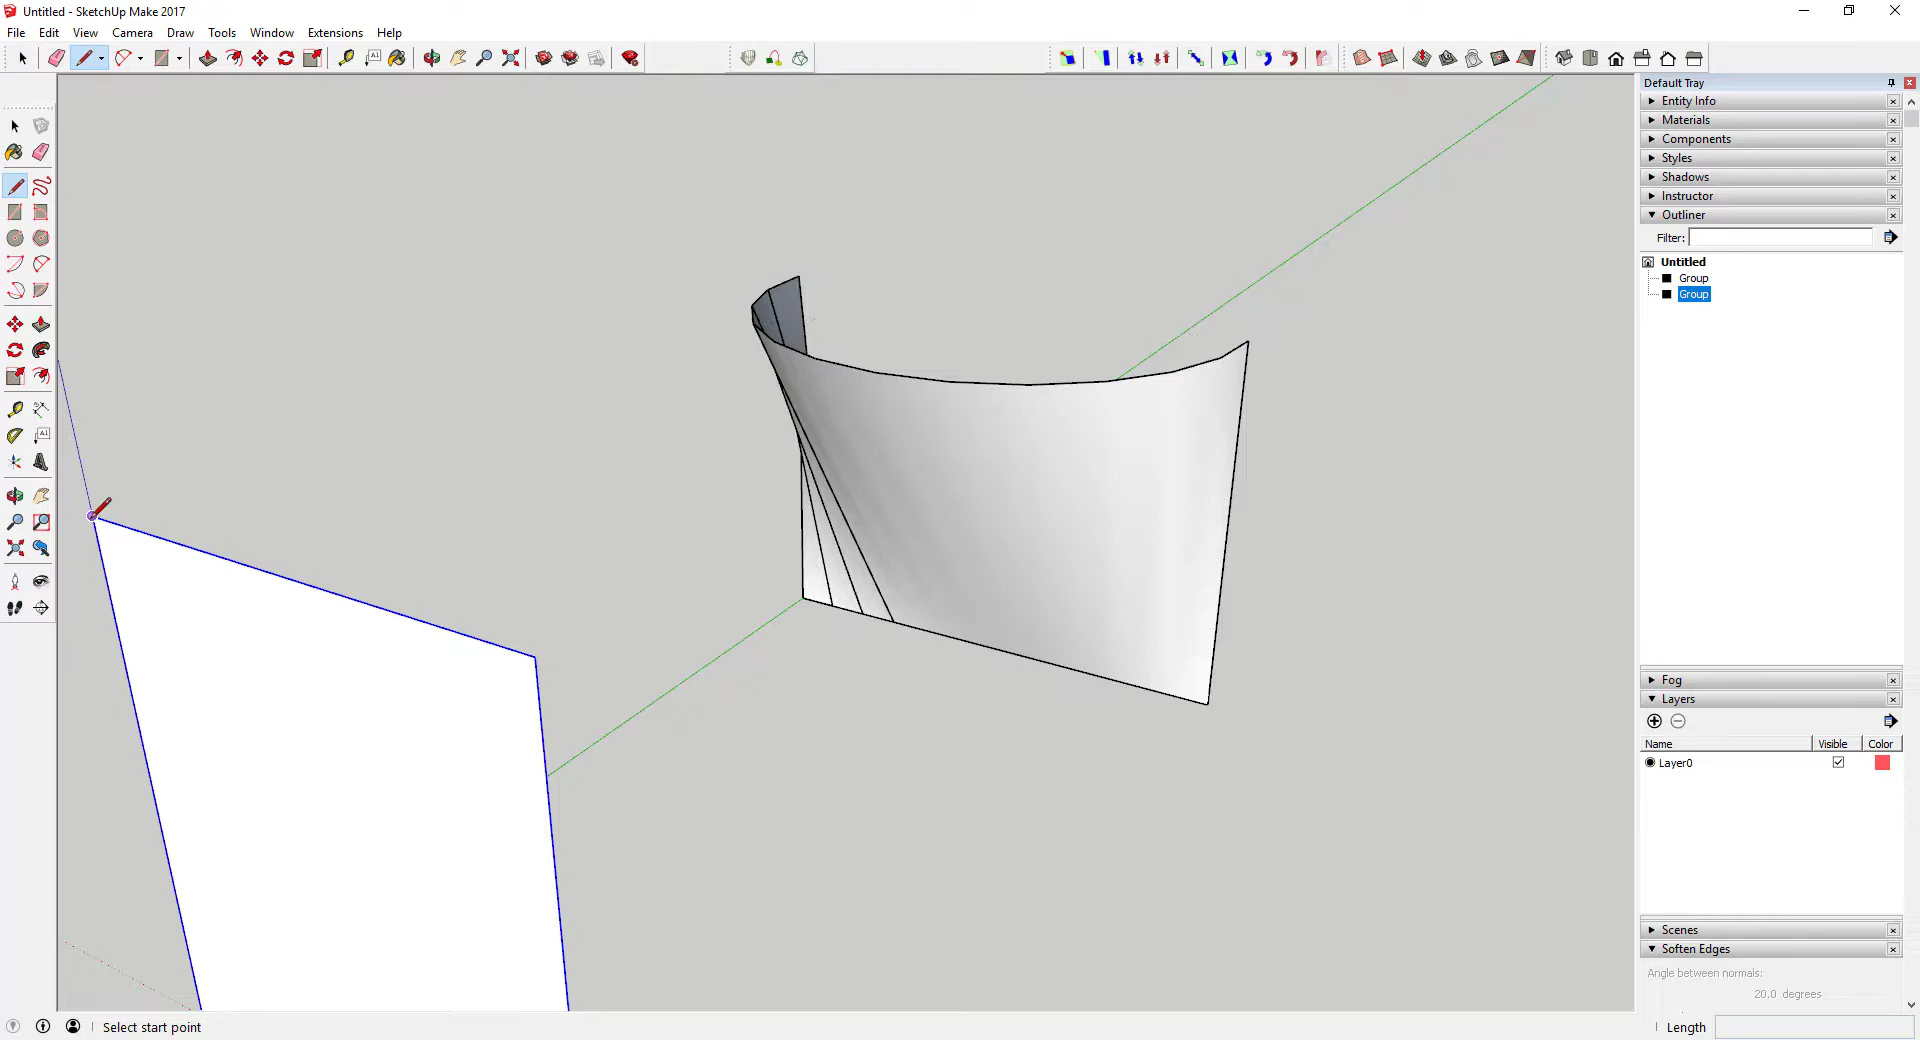 Untitled - SketchUp Make 2017
File Edit View Camera Draw Tools Window Extensions Help
Default Tray
Entity Info
Materials
Components
Styles
Shadows
Instructor
Outliner
Filter:
Untitled
Group
Group
Fog
Layers
Name Visible Color
Layer0
Scenes
Soften Edges
Angle between normals:
20.0 degrees
Select start point
Length